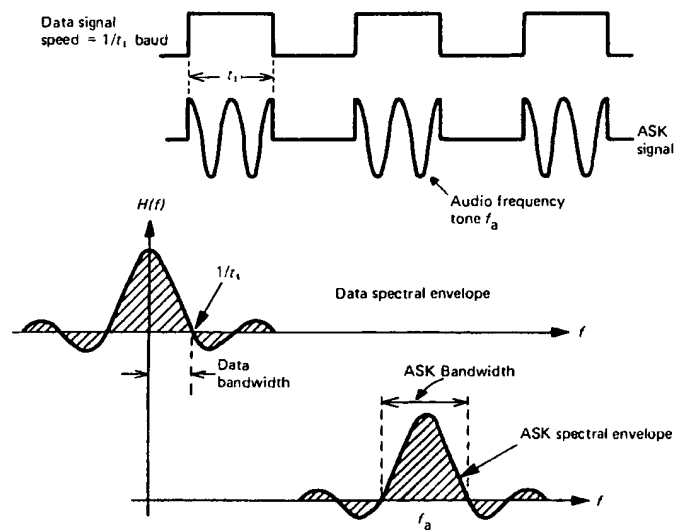 Data signal
speed = 1/t₁ baud
t₁
ASK
signal
Audio frequency
tone fₐ
H(f)
1/t₁
Data spectral envelope
f
Data
bandwidth
ASK Bandwidth
ASK spectral envelope
fₐ
f